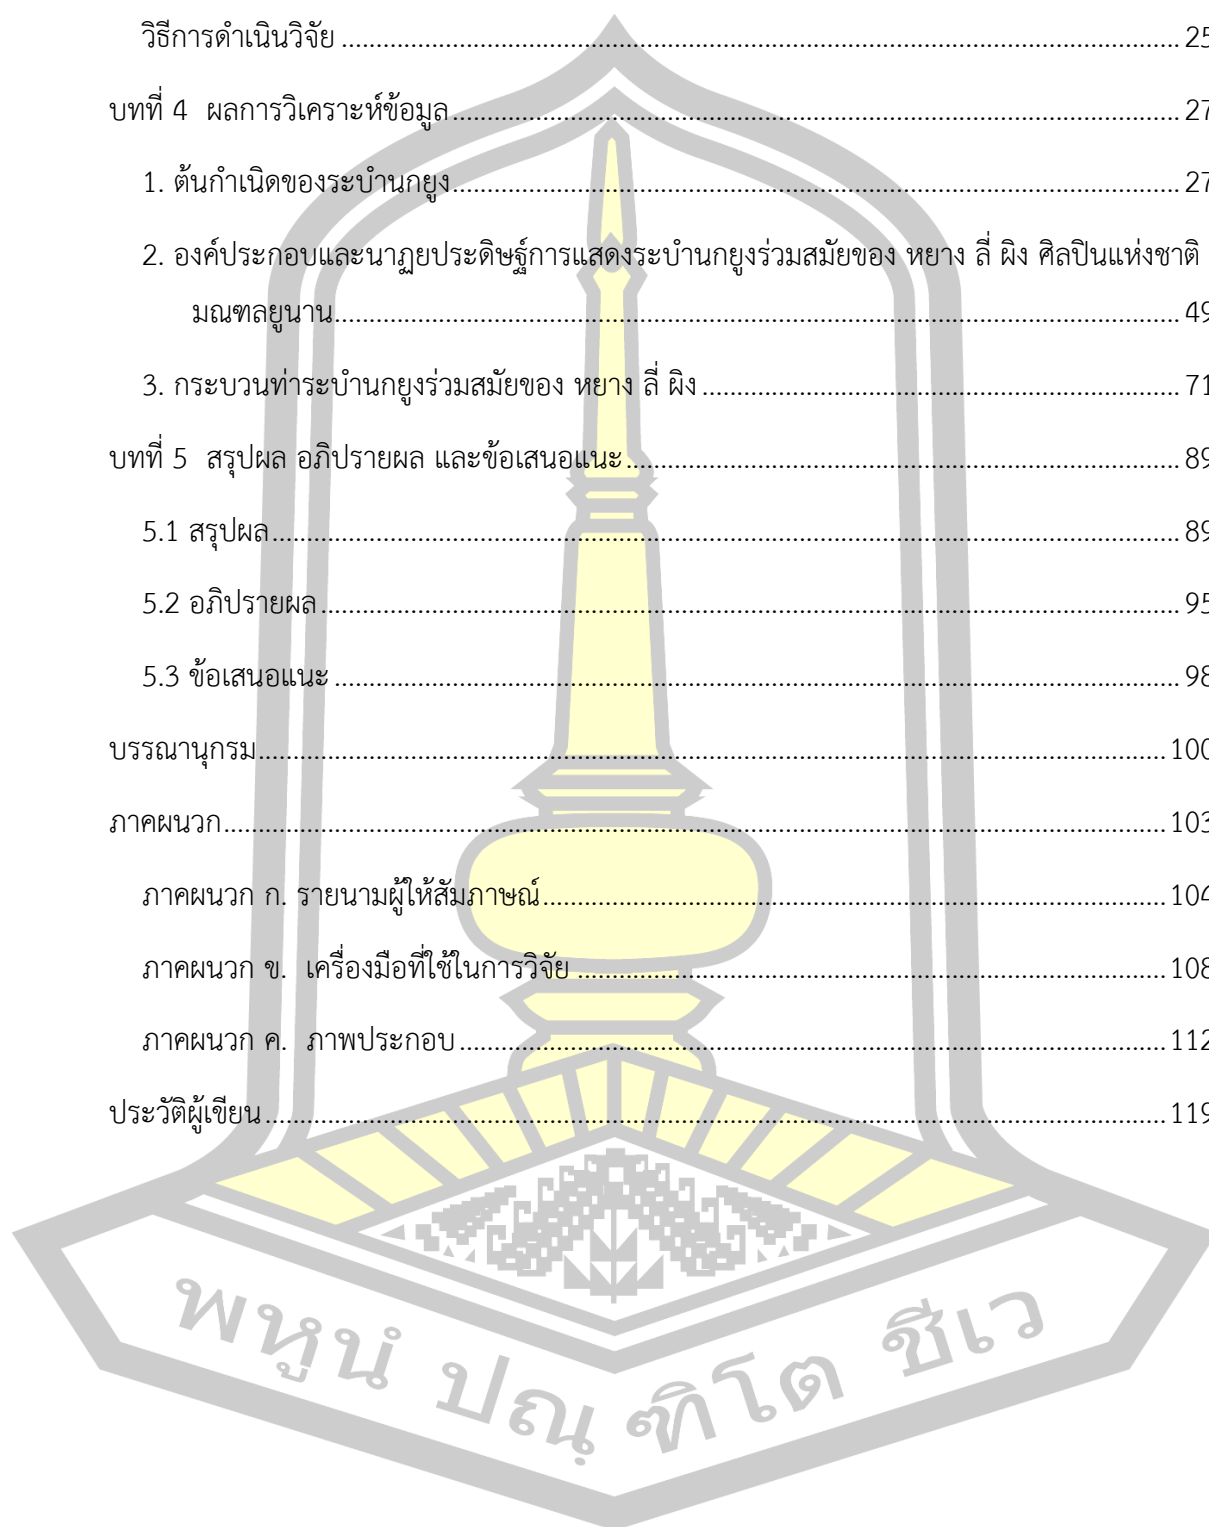 วิธีการดำเนินวิจัย ........................................................................ 25
บทที่ 4 ผลการวิเคราะห์ข้อมูล ........................................................................ 27
1. ต้นกำเนิดของระบำนกยูง ........................................................................ 27
2. องค์ประกอบและนาฏยประดิษฐ์การแสดงระบำนกยูงร่วมสมัยของ หยาง ลี่ ผิง ศิลปินแห่งชาติ
มณฑลยูนาน ........................................................................ 49
3. กระบวนท่าระบำนกยูงร่วมสมัยของ หยาง ลี่ ผิง ........................................................................ 71
บทที่ 5 สรุปผล อภิปรายผล และข้อเสนอแนะ ........................................................................ 89
5.1 สรุปผล ........................................................................ 89
5.2 อภิปรายผล ........................................................................ 95
5.3 ข้อเสนอแนะ ........................................................................ 98
บรรณานุกรม ........................................................................ 100
ภาคผนวก ........................................................................ 103
ภาคผนวก ก. รายนามผู้ให้สัมภาษณ์ ........................................................................ 104
ภาคผนวก ข. เครื่องมือที่ใช้ในการวิจัย ........................................................................ 108
ภาคผนวก ค. ภาพประกอบ ........................................................................ 112
ประวัติผู้เขียน ........................................................................ 119
พหูนํ ปณฺฑิโต ชีเว